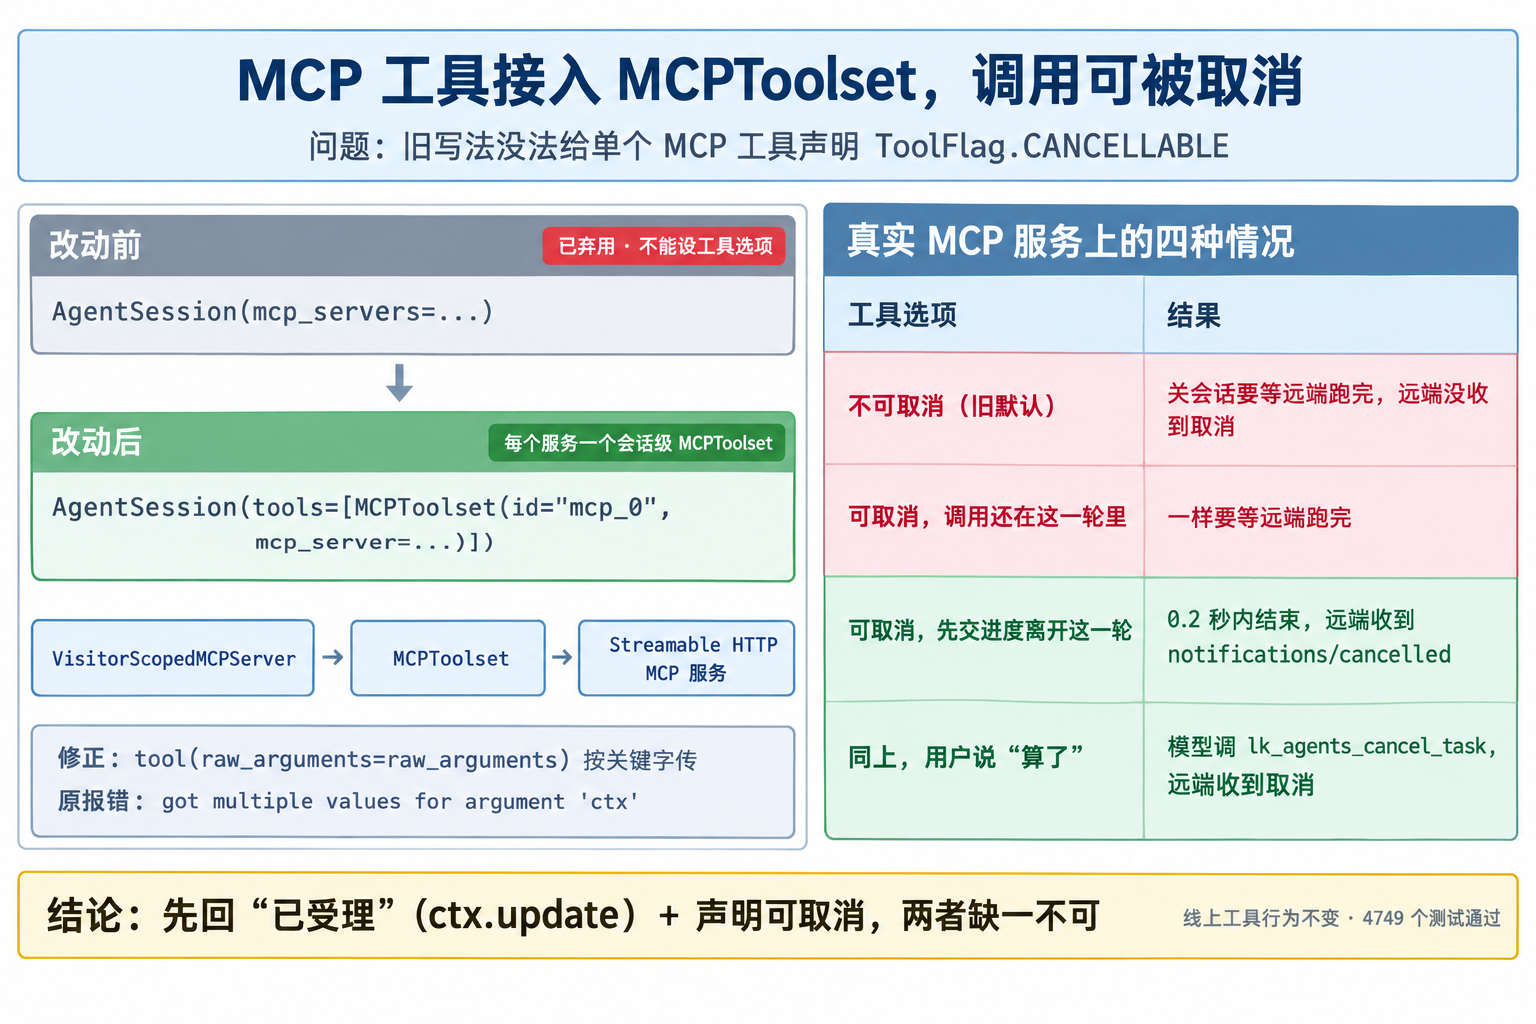 MCP 工具接入 MCPToolset，调用可被取消
问题：旧写法没法给单个 MCP 工具声明 ToolFlag.CANCELLABLE
改动前
已弃用 · 不能设工具选项
AgentSession(mcp_servers=...)
改动后
每个服务一个会话级 MCPToolset
AgentSession(tools=[MCPToolset(id="mcp_0",
mcp_server=...)])
VisitorScopedMCPServer
MCPToolset
Streamable HTTP
MCP 服务
修正：tool(raw_arguments=raw_arguments) 按关键字传
原报错：got multiple values for argument 'ctx'
真实 MCP 服务上的四种情况
工具选项
结果
不可取消（旧默认）
关会话要等远端跑完，远端没收
到取消
可取消，调用还在这一轮里
一样要等远端跑完
可取消，先交进度离开这一轮
0.2 秒内结束，远端收到
notifications/cancelled
同上，用户说“算了”
模型调 lk_agents_cancel_task，
远端收到取消
结论：先回“已受理”（ctx.update）+ 声明可取消，两者缺一不可
线上工具行为不变 · 4749 个测试通过